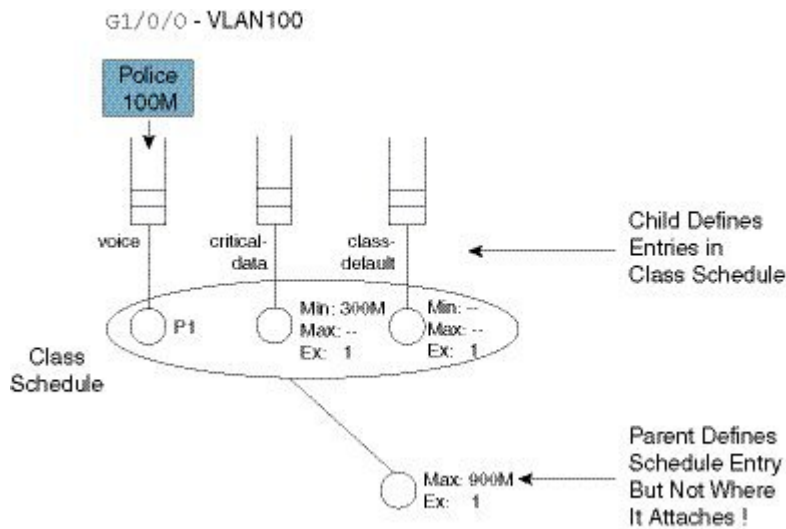 G1/0/0 - VLAN100
Police
100M
voice
critical-
data
class-
default
Child Defines
Entries in
Class Schedule
P1
Min: 300M
Max: --
Ex: 1
Min: --
Max: --
Ex: 1
Class
Schedule
Max: 900M
Ex: 1
Parent Defines
Schedule Entry
But Not Where
It Attaches !